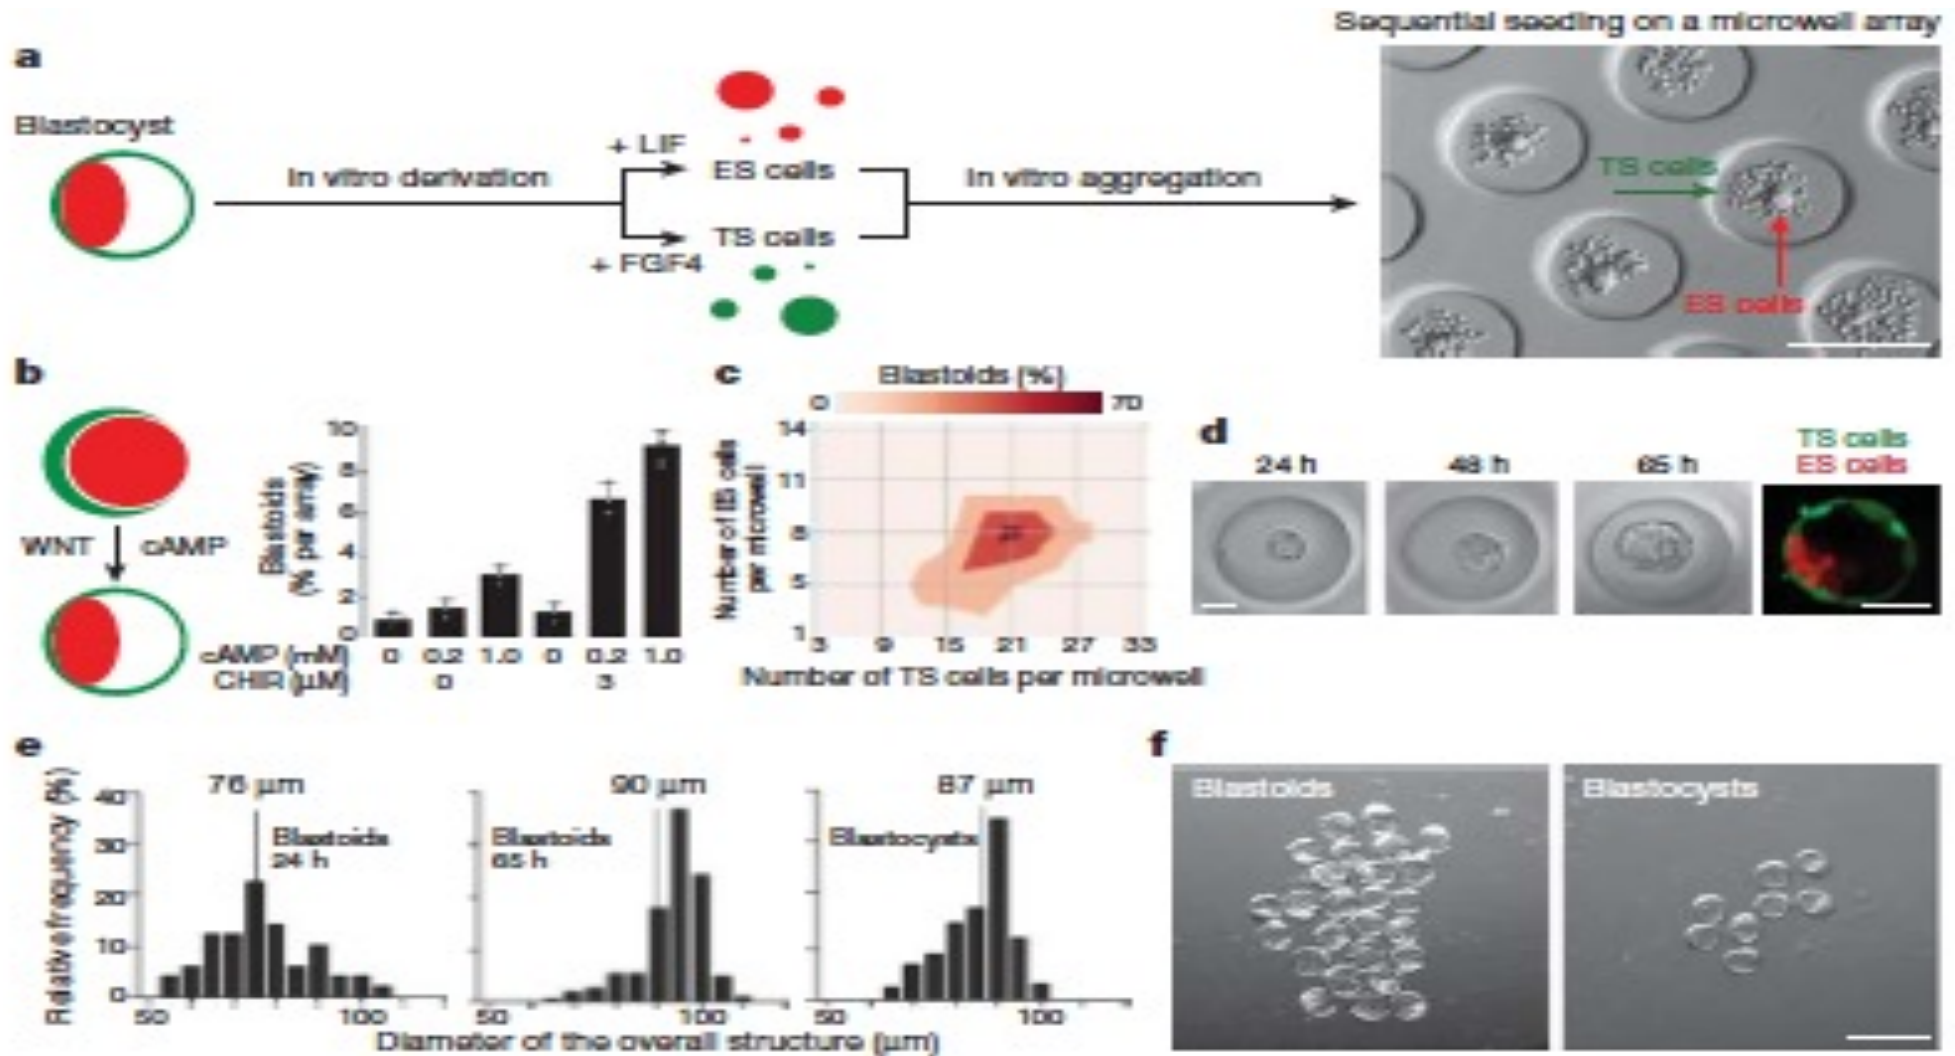 Sequential seeding on a microwell array
a
Blastocyst
In vitro derivation
+ LIF
ES cells
TS cells
+ FGF4
In vitro aggregation
TS cells
ES cells
b
WNT
cAMP
Blastoids
(% per array)
10
8
6
4
2
0
cAMP (mM) 0 0.2 1.0 0 0.2 1.0
CHIR (µM) 0 3
c
Blastoids (%)
0 70
Number of ES cells
per microwell
14
11
8
5
1
3 9 15 21 27 33
Number of TS cells per microwell
d
24 h
48 h
65 h
TS cells
ES cells
e
Relative frequency (%)
40
30
20
10
0
76 µm
Blastoids
24 h
90 µm
Blastoids
65 h
87 µm
Blastocysts
50 100
50 100
50 100
Diameter of the overall structure (µm)
f
Blastoids
Blastocysts